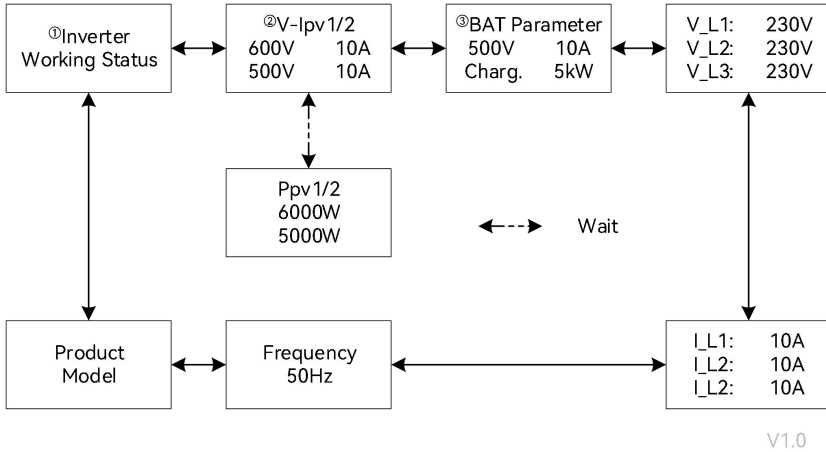 ①Inverter
Working Status
②V-Ipv1/2
600V 10A
500V 10A
③BAT Parameter
500V 10A
Charg. 5kW
V_L1: 230V
V_L2: 230V
V_L3: 230V
Ppv1/2
6000W
5000W
Wait
Product
Model
Frequency
50Hz
I_L1: 10A
I_L2: 10A
I_L2: 10A
V1.0